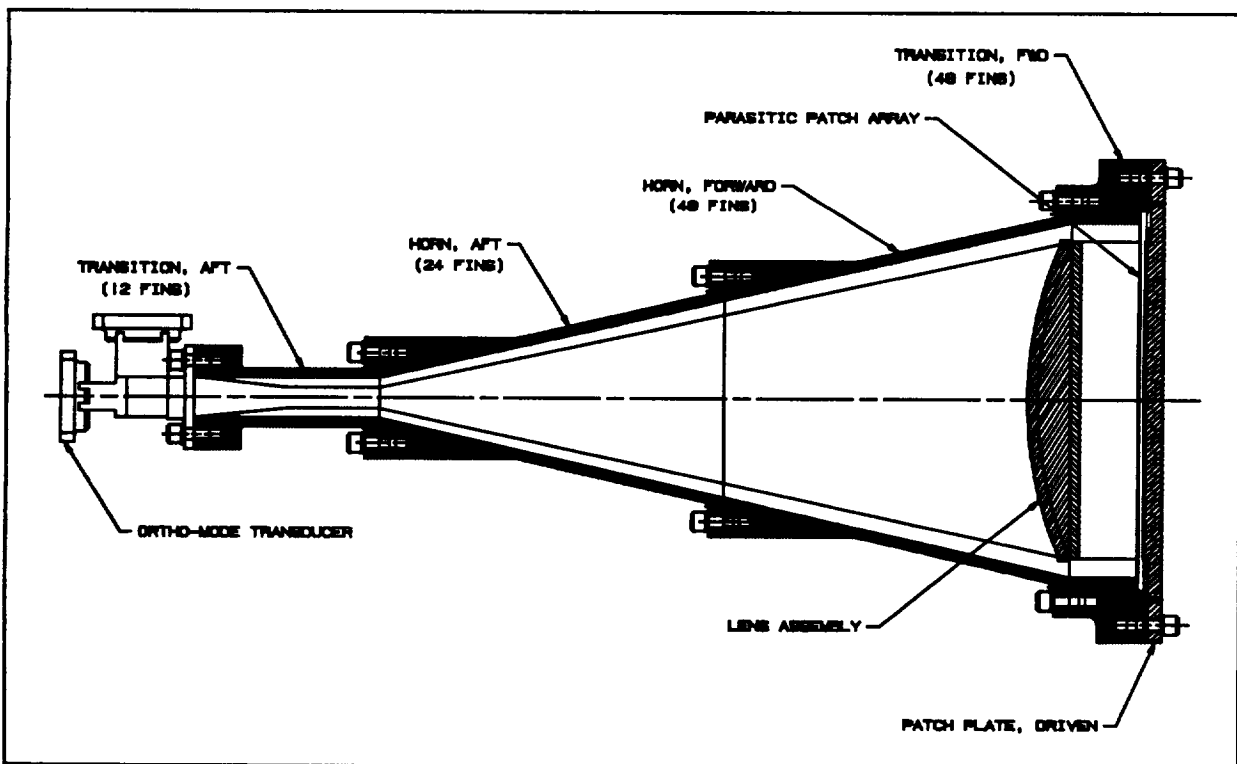 TRANSITION, FWD
(48 FINS)
PARASITIC PATCH ARRAY
HORN, FORWARD
(48 FINS)
HORN, AFT
(24 FINS)
TRANSITION, AFT
(12 FINS)
ORTHO-MODE TRANSDUCER
LENS ASSEMBLY
PATCH PLATE, DRIVEN